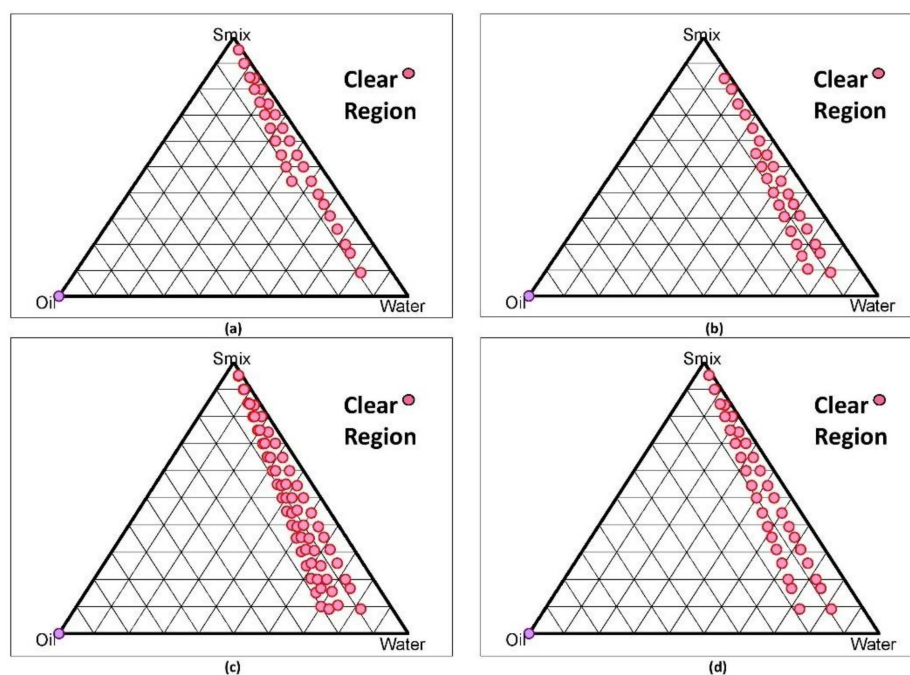 Smix
Clear
Region
Oil
Water
(a)
Smix
Clear
Region
Oil
Water
(b)
Smix
Clear
Region
Oil
Water
(c)
Smix
Clear
Region
Oil
Water
(d)